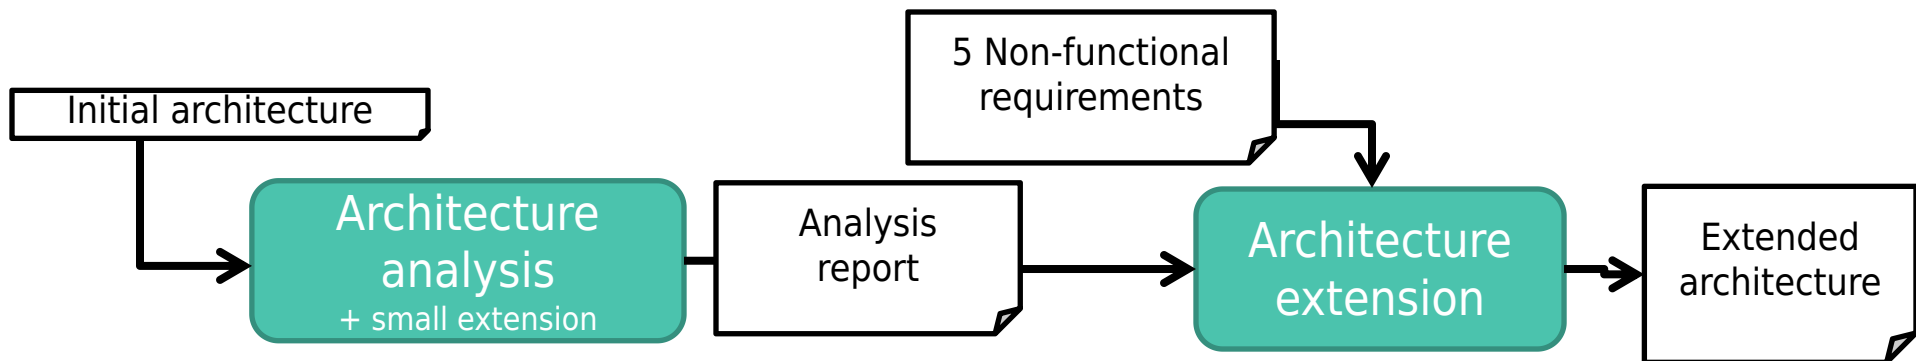 Initial architecture
Architecture
analysis
+ small extension
Analysis
report
5 Non-functional
requirements
Architecture
extension
Extended
architecture